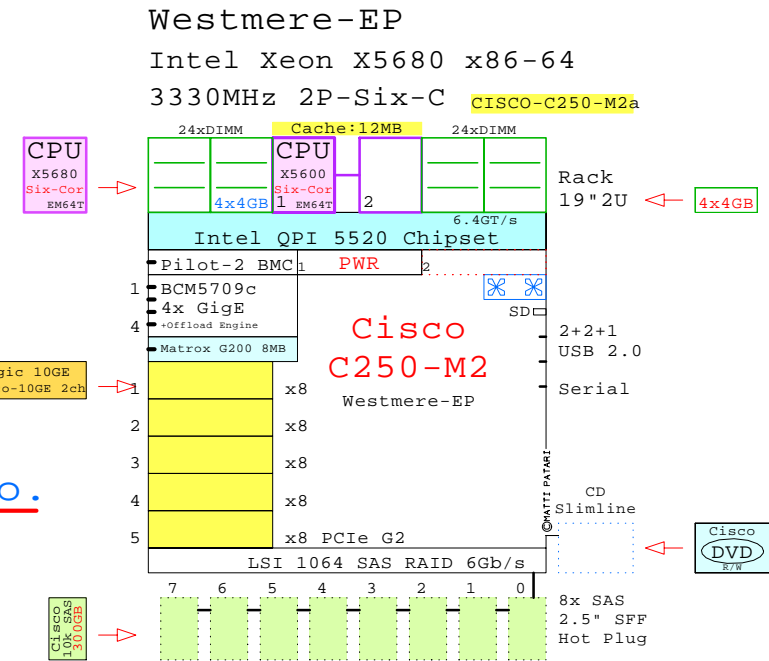 Westmere-EP
Intel Xeon X5680 x86-64
3330MHz 2P-Six-C CISCO-C250-M2a
24xDIMM Cache:12MB 24xDIMM
CPU
X5680
Six-Cor
EM64T
CPU
X5600
Six-Cor
1 EM64T
2
4x4GB
Rack
19"2U
4x4GB
6.4GT/s
Intel QPI 5520 Chipset
Pilot-2 BMC 1 PWR 2
1 BCM5709c
4x GigE
4 +Offload Engine
SD
Matrox G200 8MB
Cisco
C250-M2
Westmere-EP
2+2+1
USB 2.0
Serial
gic 10GE
o-10GE 2ch
1 x8
2 x8
3 x8
4 x8
5 x8 PCIe G2
o.
©MATTI PATARI
CD
Slimline
Cisco
DVD
R/W
LSI 1064 SAS RAID 6Gb/s
7 6 5 4 3 2 1 0
Cisco
10k SAS
300GB
8x SAS
2.5" SFF
Hot Plug